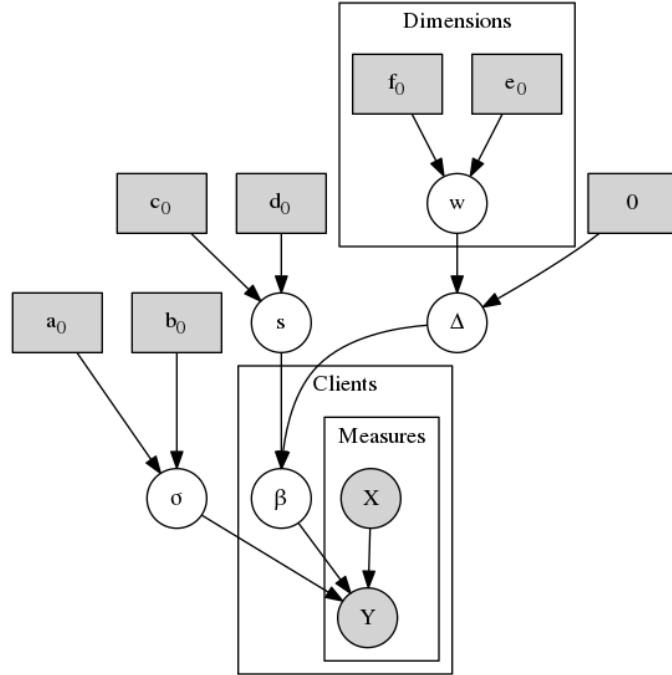 Dimensions
f₀ e₀
c₀ d₀ w 0
a₀ b₀ s Δ
Clients
Measures
σ β X
Y